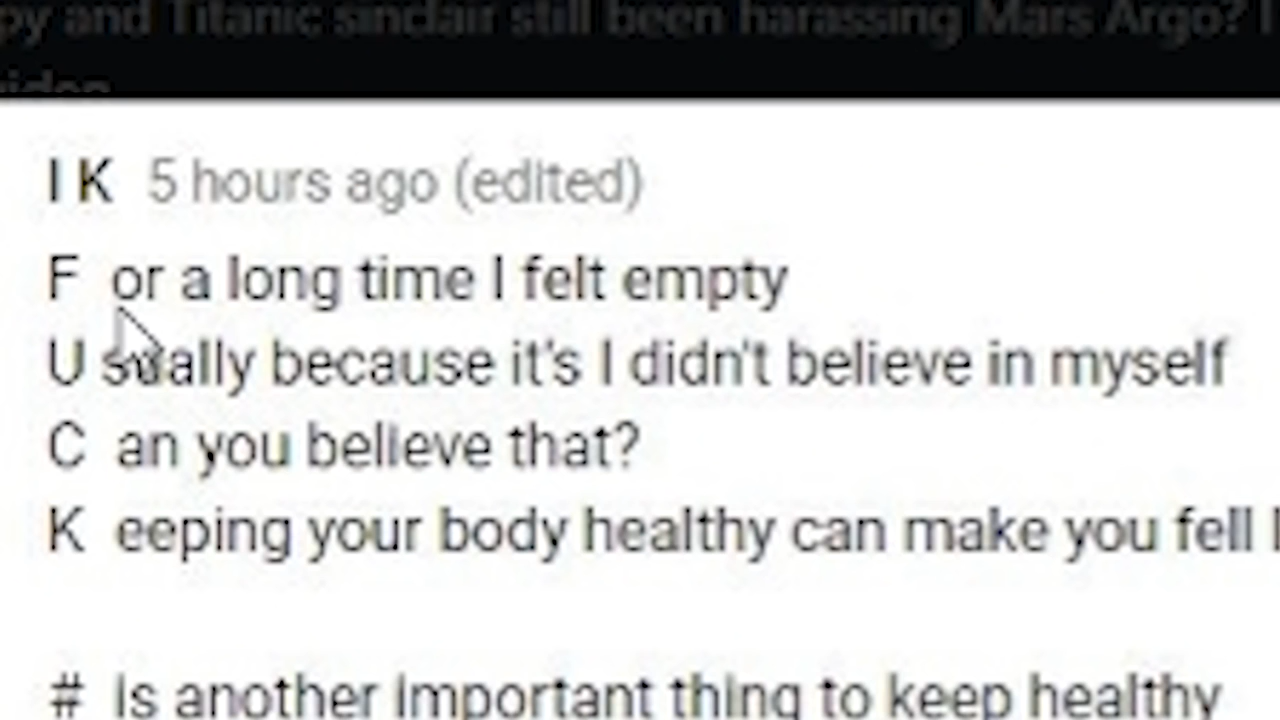 py and Titanic sinclair still been harassing Mars Argo? I
I K 5 hours ago (edited)
F or a long time I felt empty
U sually because it's I didn't believe in myself
C an you believe that?
K eeping your body healthy can make you fell
# Is another important thing to keep healthy